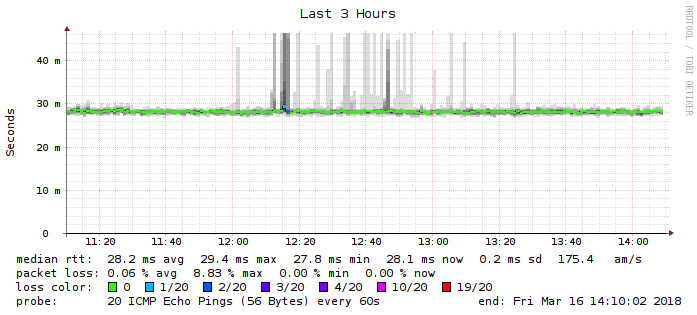 Last 3 Hours
RRDTOOL / TOBI OETIKER
Seconds
40 m
30 m
20 m
10 m
0
11:20 11:40 12:00 12:20 12:40 13:00 13:20 13:40 14:00
median rtt: 28.2 ms avg 29.4 ms max 27.8 ms min 28.1 ms now 0.2 ms sd 175.4 am/s
packet loss: 0.06 % avg 8.83 % max 0.00 % min 0.00 % now
loss color: 0 1/20 2/20 3/20 4/20 10/20 19/20
probe: 20 ICMP Echo Pings (56 Bytes) every 60s end: Fri Mar 16 14:10:02 2018